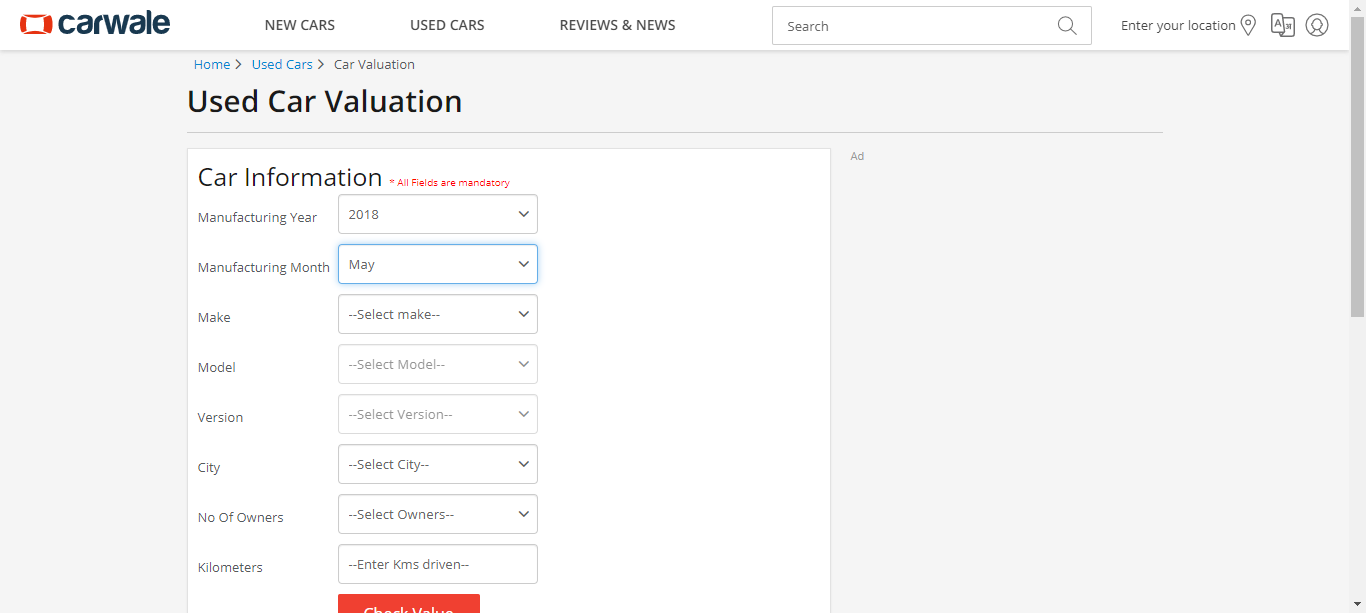 carwale NEW CARS USED CARS REVIEWS & NEWS Search Enter your location
Home > Used Cars > Car Valuation
Used Car Valuation
Ad
Car Information * All Fields are mandatory
Manufacturing Year 2018
Manufacturing Month May
Make --Select make--
Model --Select Model--
Version --Select Version--
City --Select City--
No Of Owners --Select Owners--
Kilometers --Enter Kms driven--
Check Value